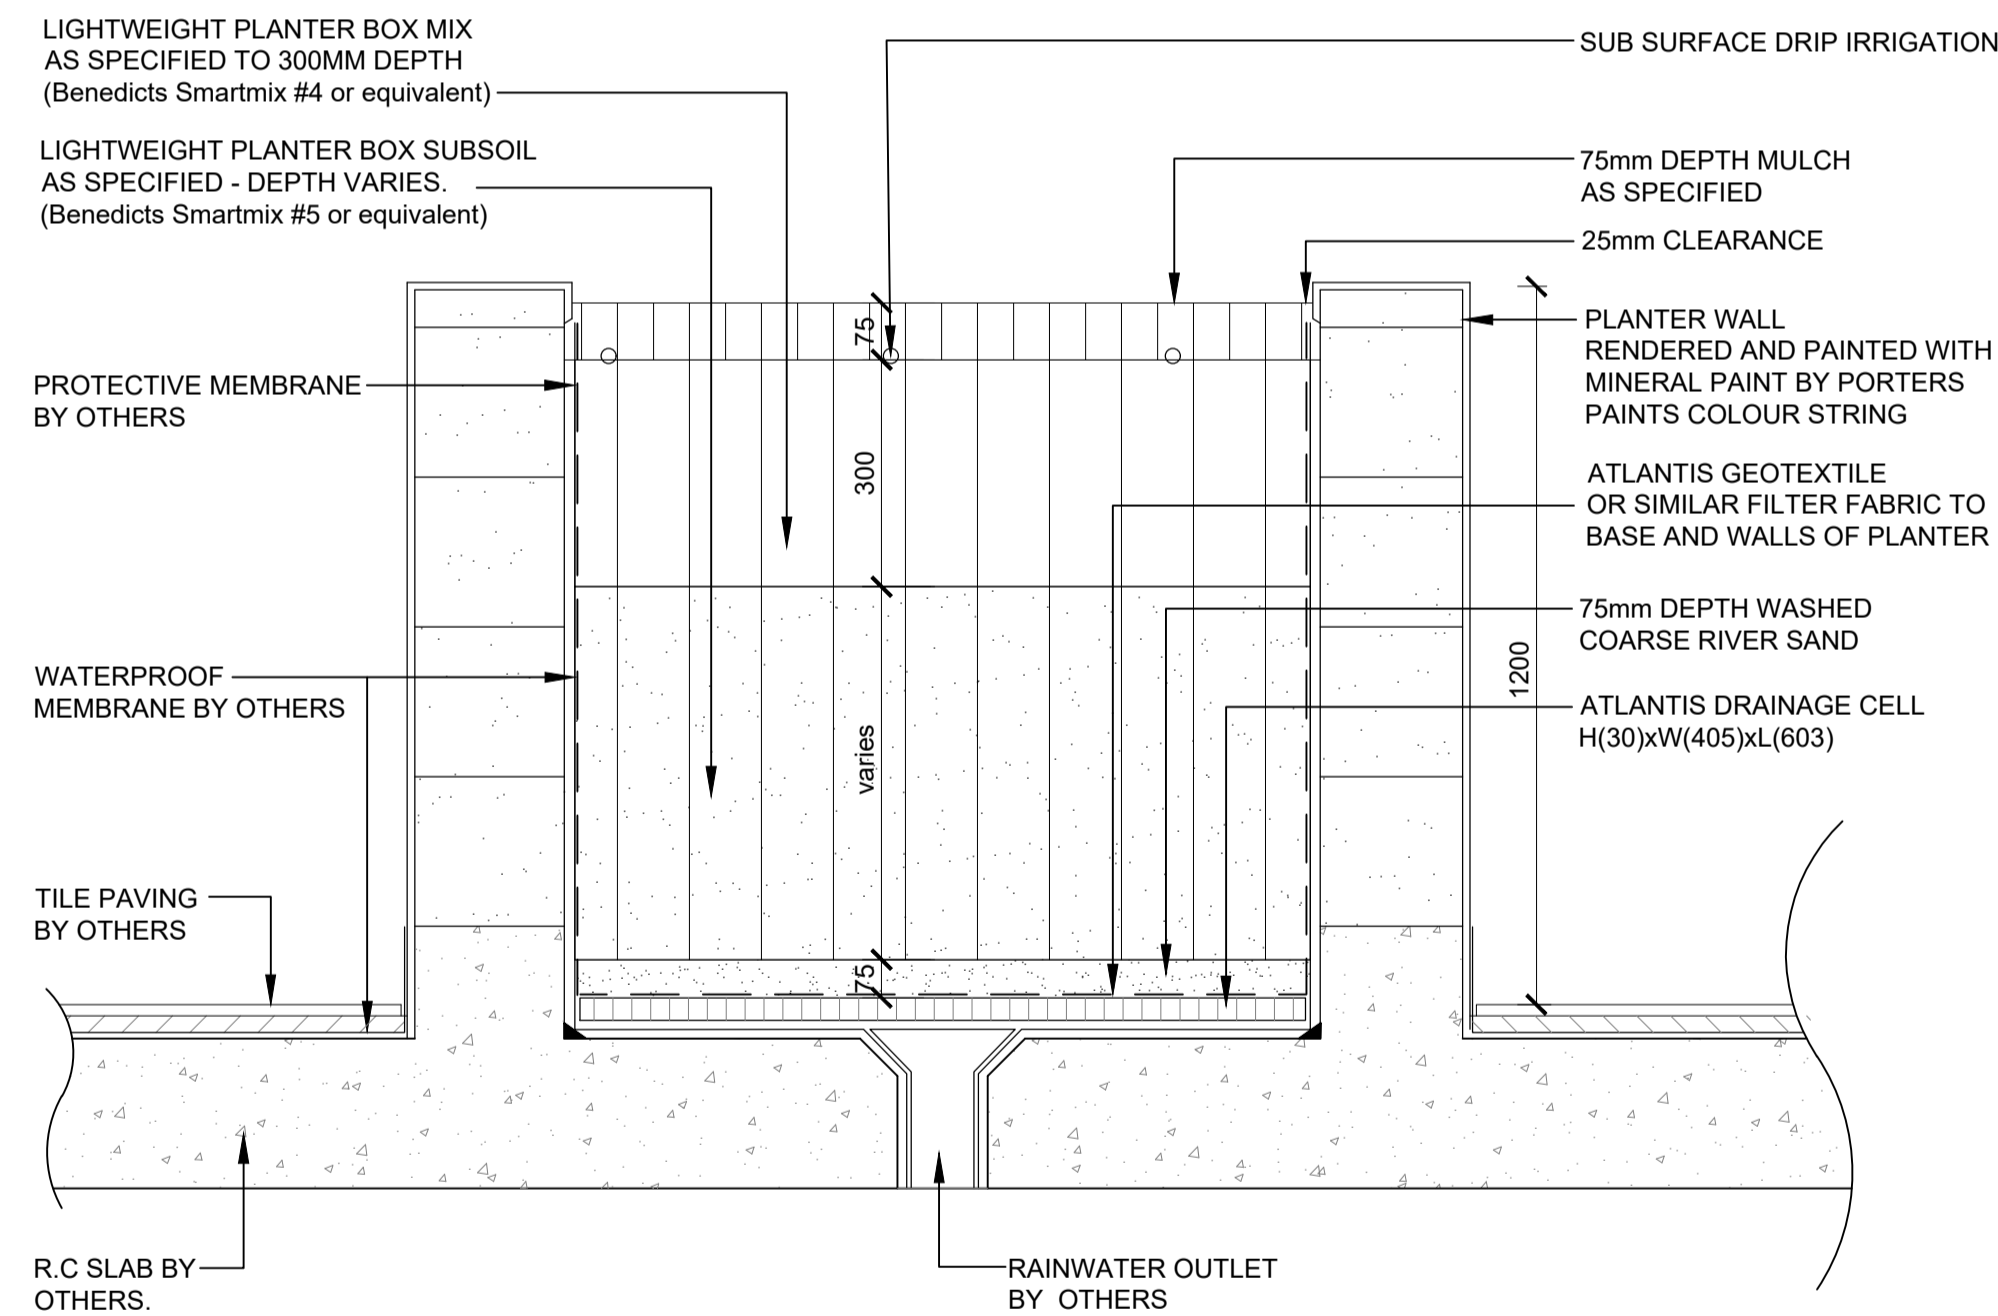 LIGHTWEIGHT PLANTER BOX MIX
AS SPECIFIED TO 300MM DEPTH
(Benedicts Smartmix #4 or equivalent)
LIGHTWEIGHT PLANTER BOX SUBSOIL
AS SPECIFIED - DEPTH VARIES.
(Benedicts Smartmix #5 or equivalent)
PROTECTIVE MEMBRANE
BY OTHERS
WATERPROOF
MEMBRANE BY OTHERS
TILE PAVING
BY OTHERS
R.C SLAB BY
OTHERS.
75
300
varies
75
RAINWATER OUTLET
BY OTHERS
SUB SURFACE DRIP IRRIGATION
75mm DEPTH MULCH
AS SPECIFIED
25mm CLEARANCE
PLANTER WALL
RENDERED AND PAINTED WITH
MINERAL PAINT BY PORTERS
PAINTS COLOUR STRING
ATLANTIS GEOTEXTILE
OR SIMILAR FILTER FABRIC TO
BASE AND WALLS OF PLANTER
75mm DEPTH WASHED
COARSE RIVER SAND
1200
ATLANTIS DRAINAGE CELL
H(30)xW(405)xL(603)